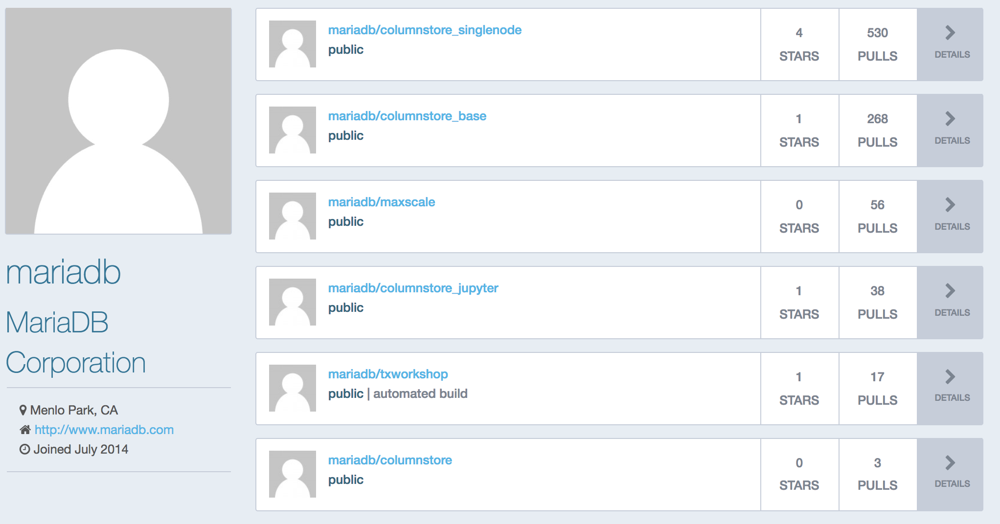 mariadb
MariaDB
Corporation
Menlo Park, CA
http://www.mariadb.com
Joined July 2014
mariadb/columnstore_singlenode
public
4
STARS
530
PULLS
DETAILS
mariadb/columnstore_base
public
1
STARS
268
PULLS
DETAILS
mariadb/maxscale
public
0
STARS
56
PULLS
DETAILS
mariadb/columnstore_jupyter
public
1
STARS
38
PULLS
DETAILS
mariadb/txworkshop
public | automated build
1
STARS
17
PULLS
DETAILS
mariadb/columnstore
public
0
STARS
3
PULLS
DETAILS